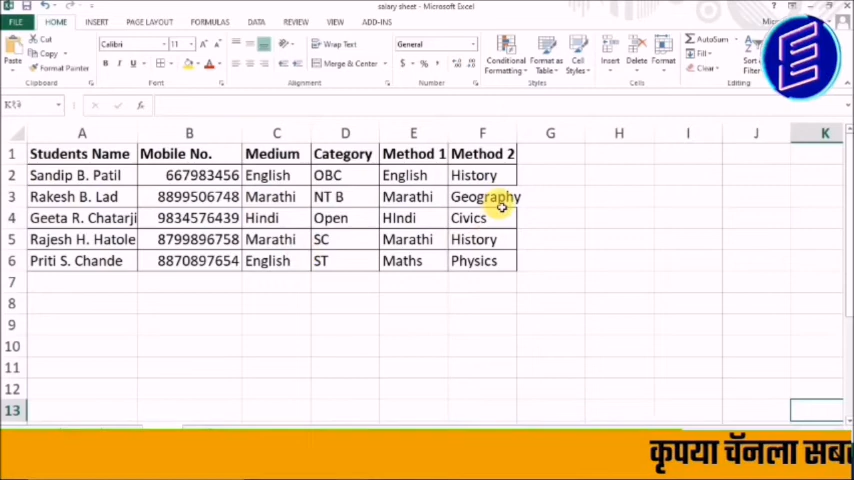 salary sheet - Microsoft Excel
FILE HOME INSERT PAGE LAYOUT FORMULAS DATA REVIEW VIEW ADD-INS
Paste
Cut
Copy
Format Painter
Clipboard
Calibri 11
B I U
Font
Wrap Text
Merge & Center
Alignment
General
$ % ,
Number
Conditional Formatting
Format as Table
Cell Styles
Styles
Insert Delete Format
Cells
AutoSum
Fill
Clear
Editing
A B C D E F G H I J K
1 Students Name Mobile No. Medium Category Method 1 Method 2
2 Sandip B. Patil 667983456 English OBC English History
3 Rakesh B. Lad 8899506748 Marathi NT B Marathi Geography
4 Geeta R. Chatarji 9834576439 Hindi Open HIndi Civics
5 Rajesh H. Hatole 8799896758 Marathi SC Marathi History
6 Priti S. Chande 8870897654 English ST Maths Physics
7
8
9
10
11
12
13
कृपया चॅनला सबत